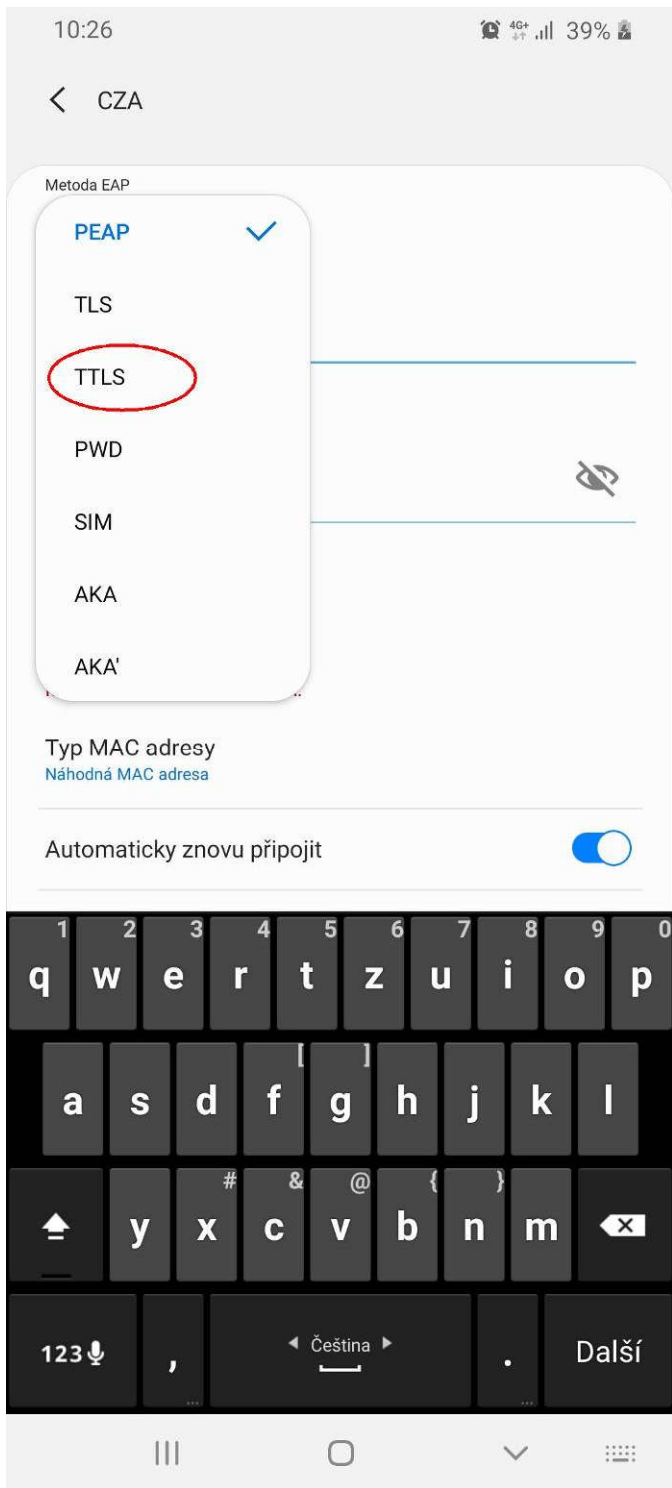 10:26 4G+ 39%
CZA
Metoda EAP
PEAP
TLS
TTLS
PWD
SIM
AKA
AKA'
Typ MAC adresy
Náhodná MAC adresa
Automaticky znovu připojit
1 2 3 4 5 6 7 8 9 0
q w e r t z u i o p
[ ]
a s d f g h j k l
# & @ { }
y x c v b n m
123 , Čeština . Další